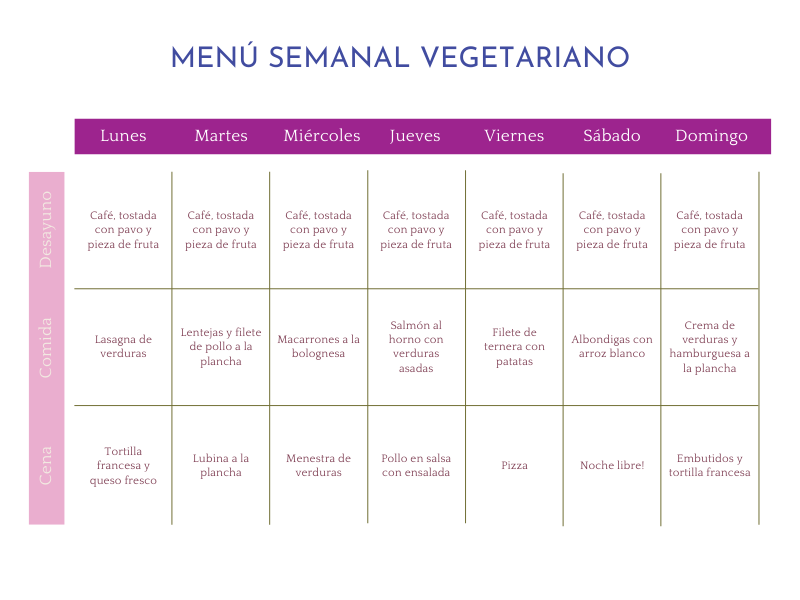 MENÚ SEMANAL VEGETARIANO
Lunes Martes Miércoles Jueves Viernes Sábado Domingo
Desayuno
Café, tostada
con pavo y
pieza de fruta
Café, tostada
con pavo y
pieza de fruta
Café, tostada
con pavo y
pieza de fruta
Café, tostada
con pavo y
pieza de fruta
Café, tostada
con pavo y
pieza de fruta
Café, tostada
con pavo y
pieza de fruta
Café, tostada
con pavo y
pieza de fruta
Comida
Lasagna de
verduras
Lentejas y filete
de pollo a la
plancha
Macarrones a la
bolognesa
Salmón al
horno con
verduras
asadas
Filete de
ternera con
patatas
Albondigas con
arroz blanco
Crema de
verduras y
hamburguesa a
la plancha
Cena
Tortilla
francesa y
queso fresco
Lubina a la
plancha
Menestra de
verduras
Pollo en salsa
con ensalada
Pizza
Noche libre!
Embutidos y
tortilla francesa